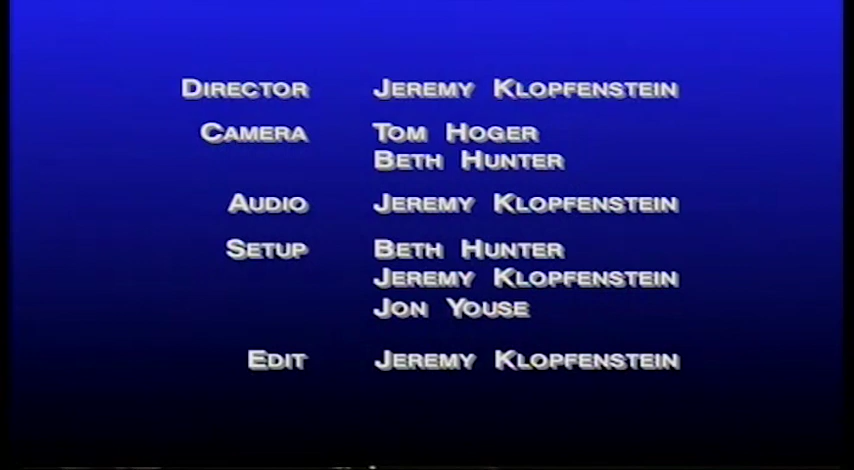 Director Jeremy Klopfenstein
Camera Tom Hoger
Beth Hunter
Audio Jeremy Klopfenstein
Setup Beth Hunter
Jeremy Klopfenstein
Jon Youse
Edit Jeremy Klopfenstein